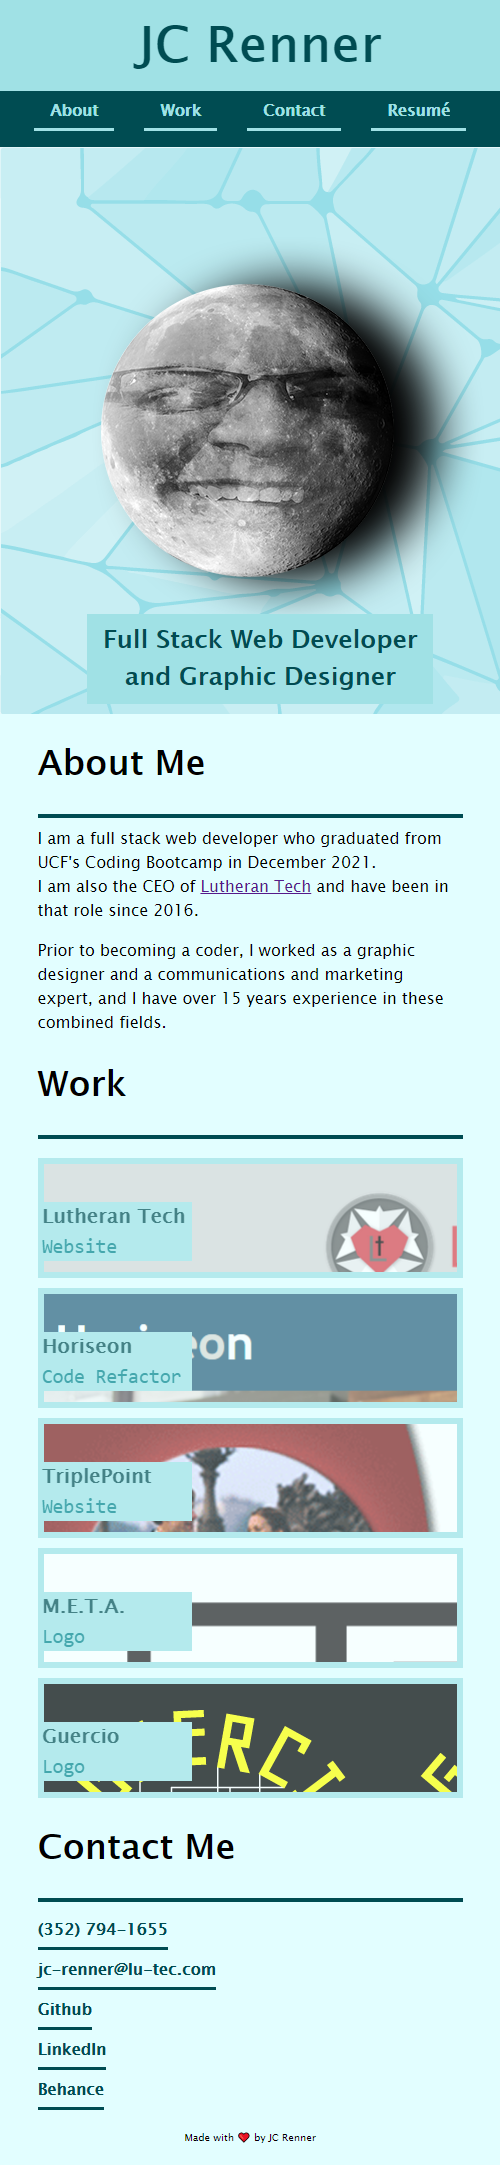 JC Renner
About Work Contact Resumé
Full Stack Web Developer
and Graphic Designer
About Me
I am a full stack web developer who graduated from
UCF's Coding Bootcamp in December 2021.
I am also the CEO of Lutheran Tech and have been in
that role since 2016.
Prior to becoming a coder, I worked as a graphic
designer and a communications and marketing
expert, and I have over 15 years experience in these
combined fields.
Work
Lutheran Tech
Website
Lt
Horiseon
Horiseon
Code Refactor
TriplePoint
Website
M.E.T.A.
Logo
Guercio
Logo
Contact Me
(352) 794-1655
jc-renner@lu-tec.com
Github
LinkedIn
Behance
Made with ❤️ by JC Renner